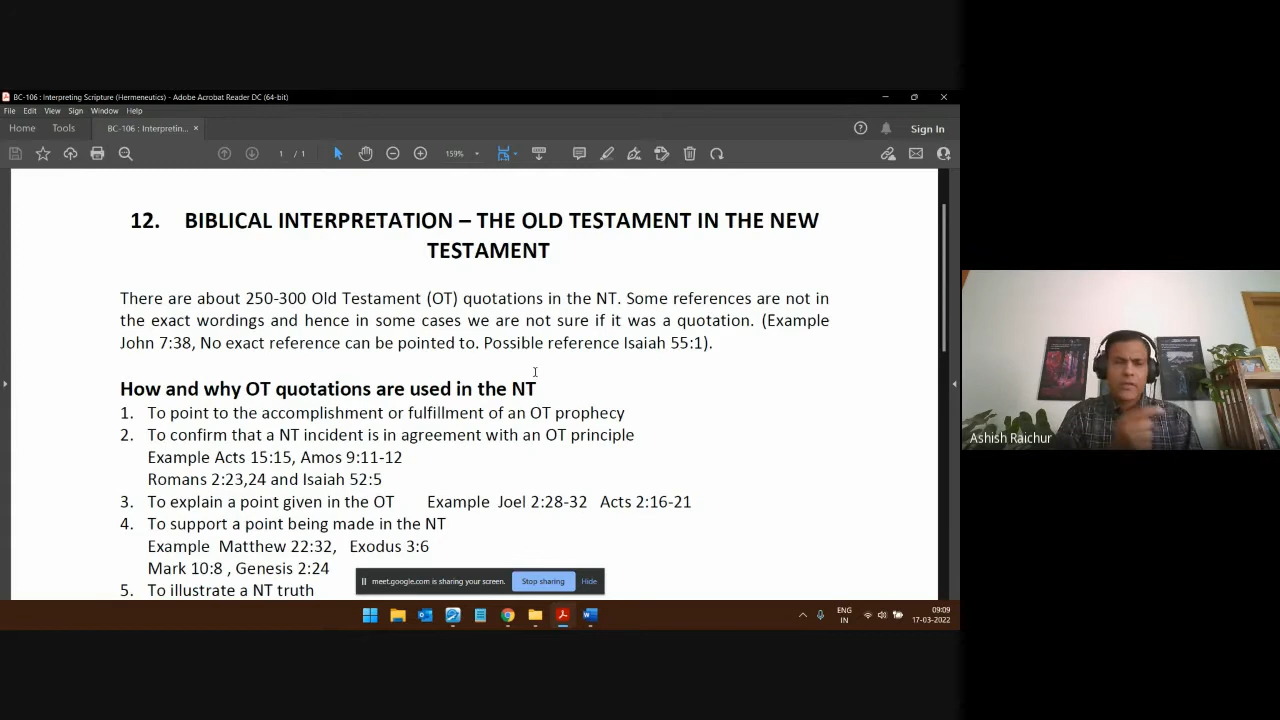 BC-106 : Interpreting Scripture (Hermeneutics) - Adobe Acrobat Reader DC (64-bit)
File Edit View Sign Window Help
Home Tools BC-106 : Interpretin... × Sign In
1 / 1 159%
12. BIBLICAL INTERPRETATION – THE OLD TESTAMENT IN THE NEW
TESTAMENT
There are about 250-300 Old Testament (OT) quotations in the NT. Some references are not in
the exact wordings and hence in some cases we are not sure if it was a quotation. (Example
John 7:38, No exact reference can be pointed to. Possible reference Isaiah 55:1).
How and why OT quotations are used in the NT
1. To point to the accomplishment or fulfillment of an OT prophecy
2. To confirm that a NT incident is in agreement with an OT principle
Example Acts 15:15, Amos 9:11-12
Romans 2:23,24 and Isaiah 52:5
3. To explain a point given in the OT Example Joel 2:28-32 Acts 2:16-21
4. To support a point being made in the NT
Example Matthew 22:32, Exodus 3:6
Mark 10:8 , Genesis 2:24
5. To illustrate a NT truth
meet.google.com is sharing your screen. Stop sharing Hide
ENG
IN
09:09
17-03-2022
Ashish Raichur